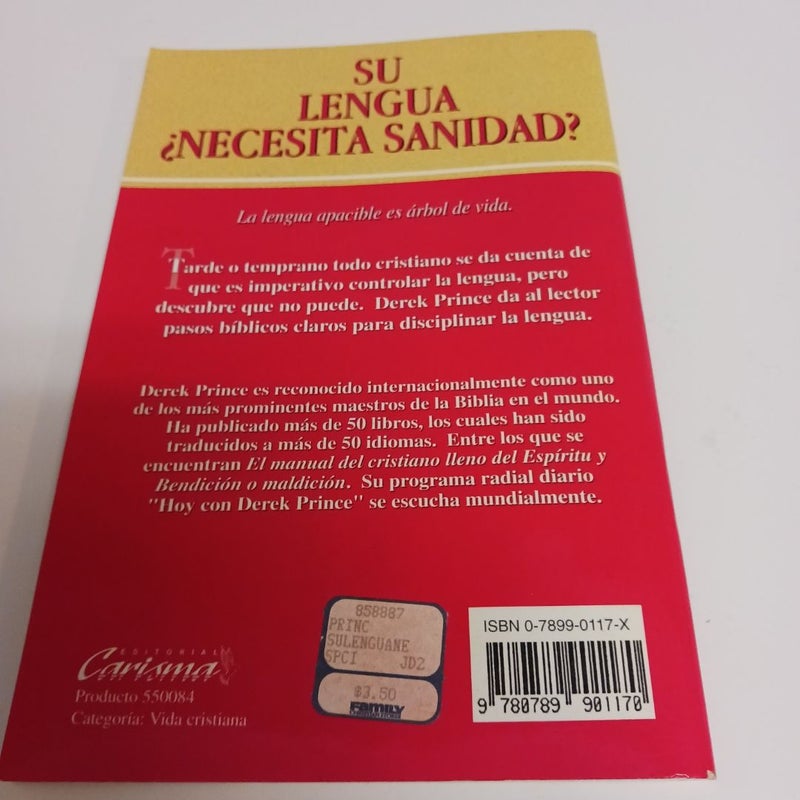 SU
LENGUA
¿NECESITA SANIDAD?
La lengua apacible es árbol de vida.
Tarde o temprano todo cristiano se da cuenta de
que es imperativo controlar la lengua, pero
descubre que no puede. Derek Prince da al lector
pasos bíblicos claros para disciplinar la lengua.
Derek Prince es reconocido internacionalmente como uno
de los más prominentes maestros de la Biblia en el mundo.
Ha publicado más de 50 libros, los cuales han sido
traducidos a más de 50 idiomas. Entre los que se
encuentran El manual del cristiano lleno del Espíritu y
Bendición o maldición. Su programa radial diario
"Hoy con Derek Prince" se escucha mundialmente.
EDITORIAL
Carisma
Producto 550084
Categoría: Vida cristiana
858887
PRINC
SULENGUANE
SPCI JD2
$3.50
FAMILY
CHRISTIAN STORES
ISBN 0-7899-0117-X
9 780789 901170